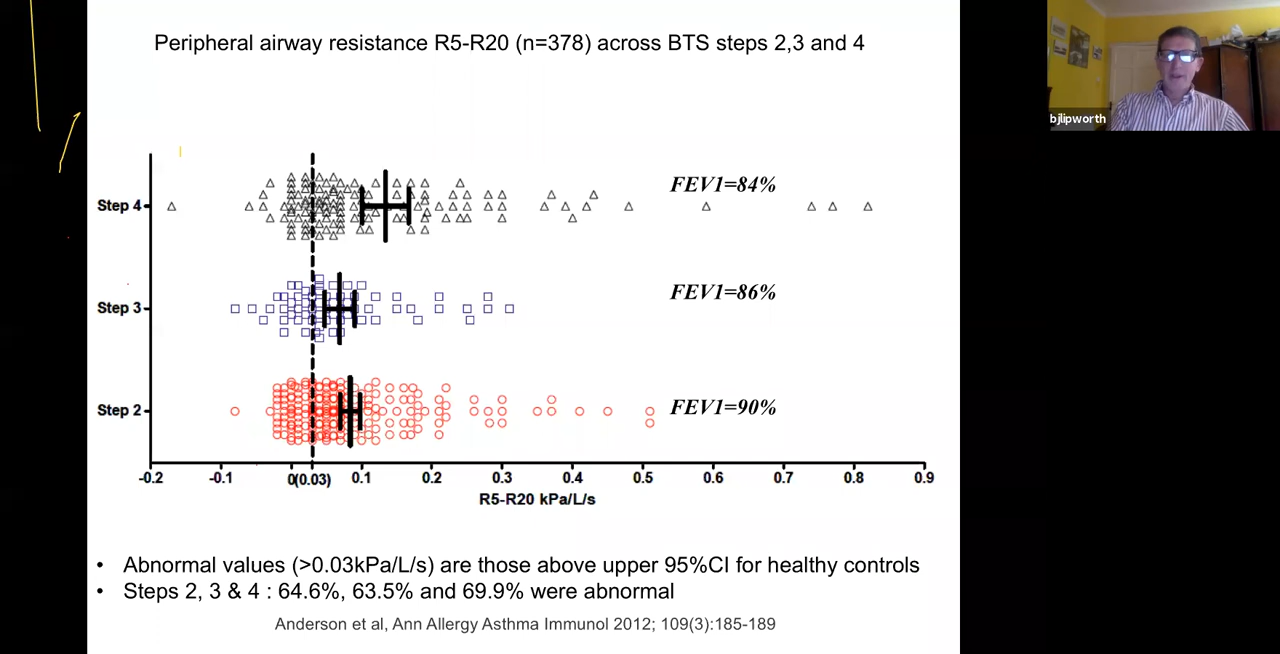 Peripheral airway resistance R5-R20 (n=378) across BTS steps 2,3 and 4
bjlipworth
Step 4
FEV1=84%
Step 3
FEV1=86%
Step 2
FEV1=90%
-0.2 -0.1 0(0.03) 0.1 0.2 0.3 0.4 0.5 0.6 0.7 0.8 0.9
R5-R20 kPa/L/s
• Abnormal values (>0.03kPa/L/s) are those above upper 95%CI for healthy controls
• Steps 2, 3 & 4 : 64.6%, 63.5% and 69.9% were abnormal
Anderson et al, Ann Allergy Asthma Immunol 2012; 109(3):185-189